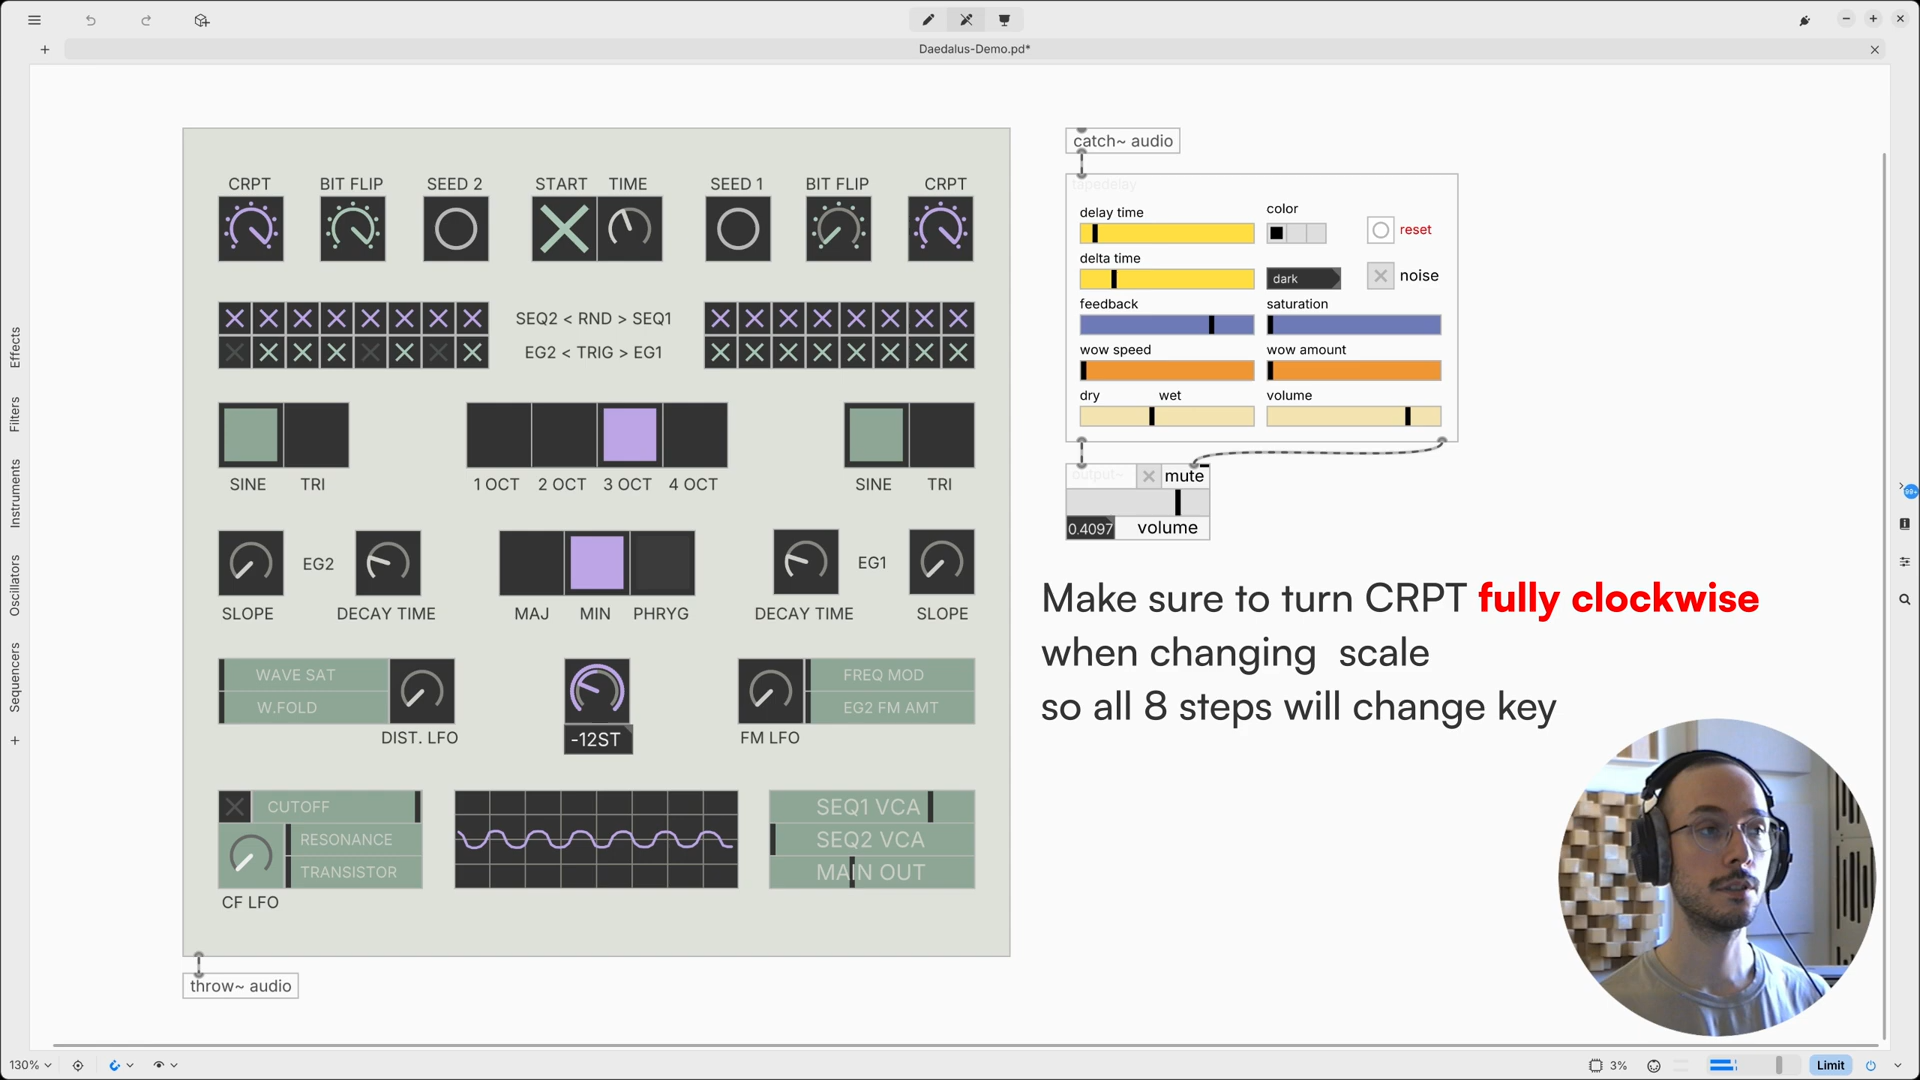 Daedalus-Demo.pd*
Effects
Filters
Instruments
Oscillators
Sequencers
CRPT
BIT FLIP
SEED 2
START
TIME
SEED 1
BIT FLIP
CRPT
SEQ2 < RND > SEQ1
EG2 < TRIG > EG1
SINE
TRI
1 OCT
2 OCT
3 OCT
4 OCT
SINE
TRI
EG2
EG1
SLOPE
DECAY TIME
MAJ
MIN
PHRYG
DECAY TIME
SLOPE
WAVE SAT
W.FOLD
DIST. LFO
-12ST
FREQ MOD
EG2 FM AMT
FM LFO
CUTOFF
RESONANCE
TRANSISTOR
CF LFO
SEQ1 VCA
SEQ2 VCA
MAIN OUT
throw~ audio
catch~ audio
tapedelay
delay time
color
reset
delta time
dark
noise
feedback
saturation
wow speed
wow amount
dry
wet
volume
output~
mute
0.4097
volume
Make sure to turn CRPT fully clockwise
when changing scale
so all 8 steps will change key
99+
130%
3%
Limit